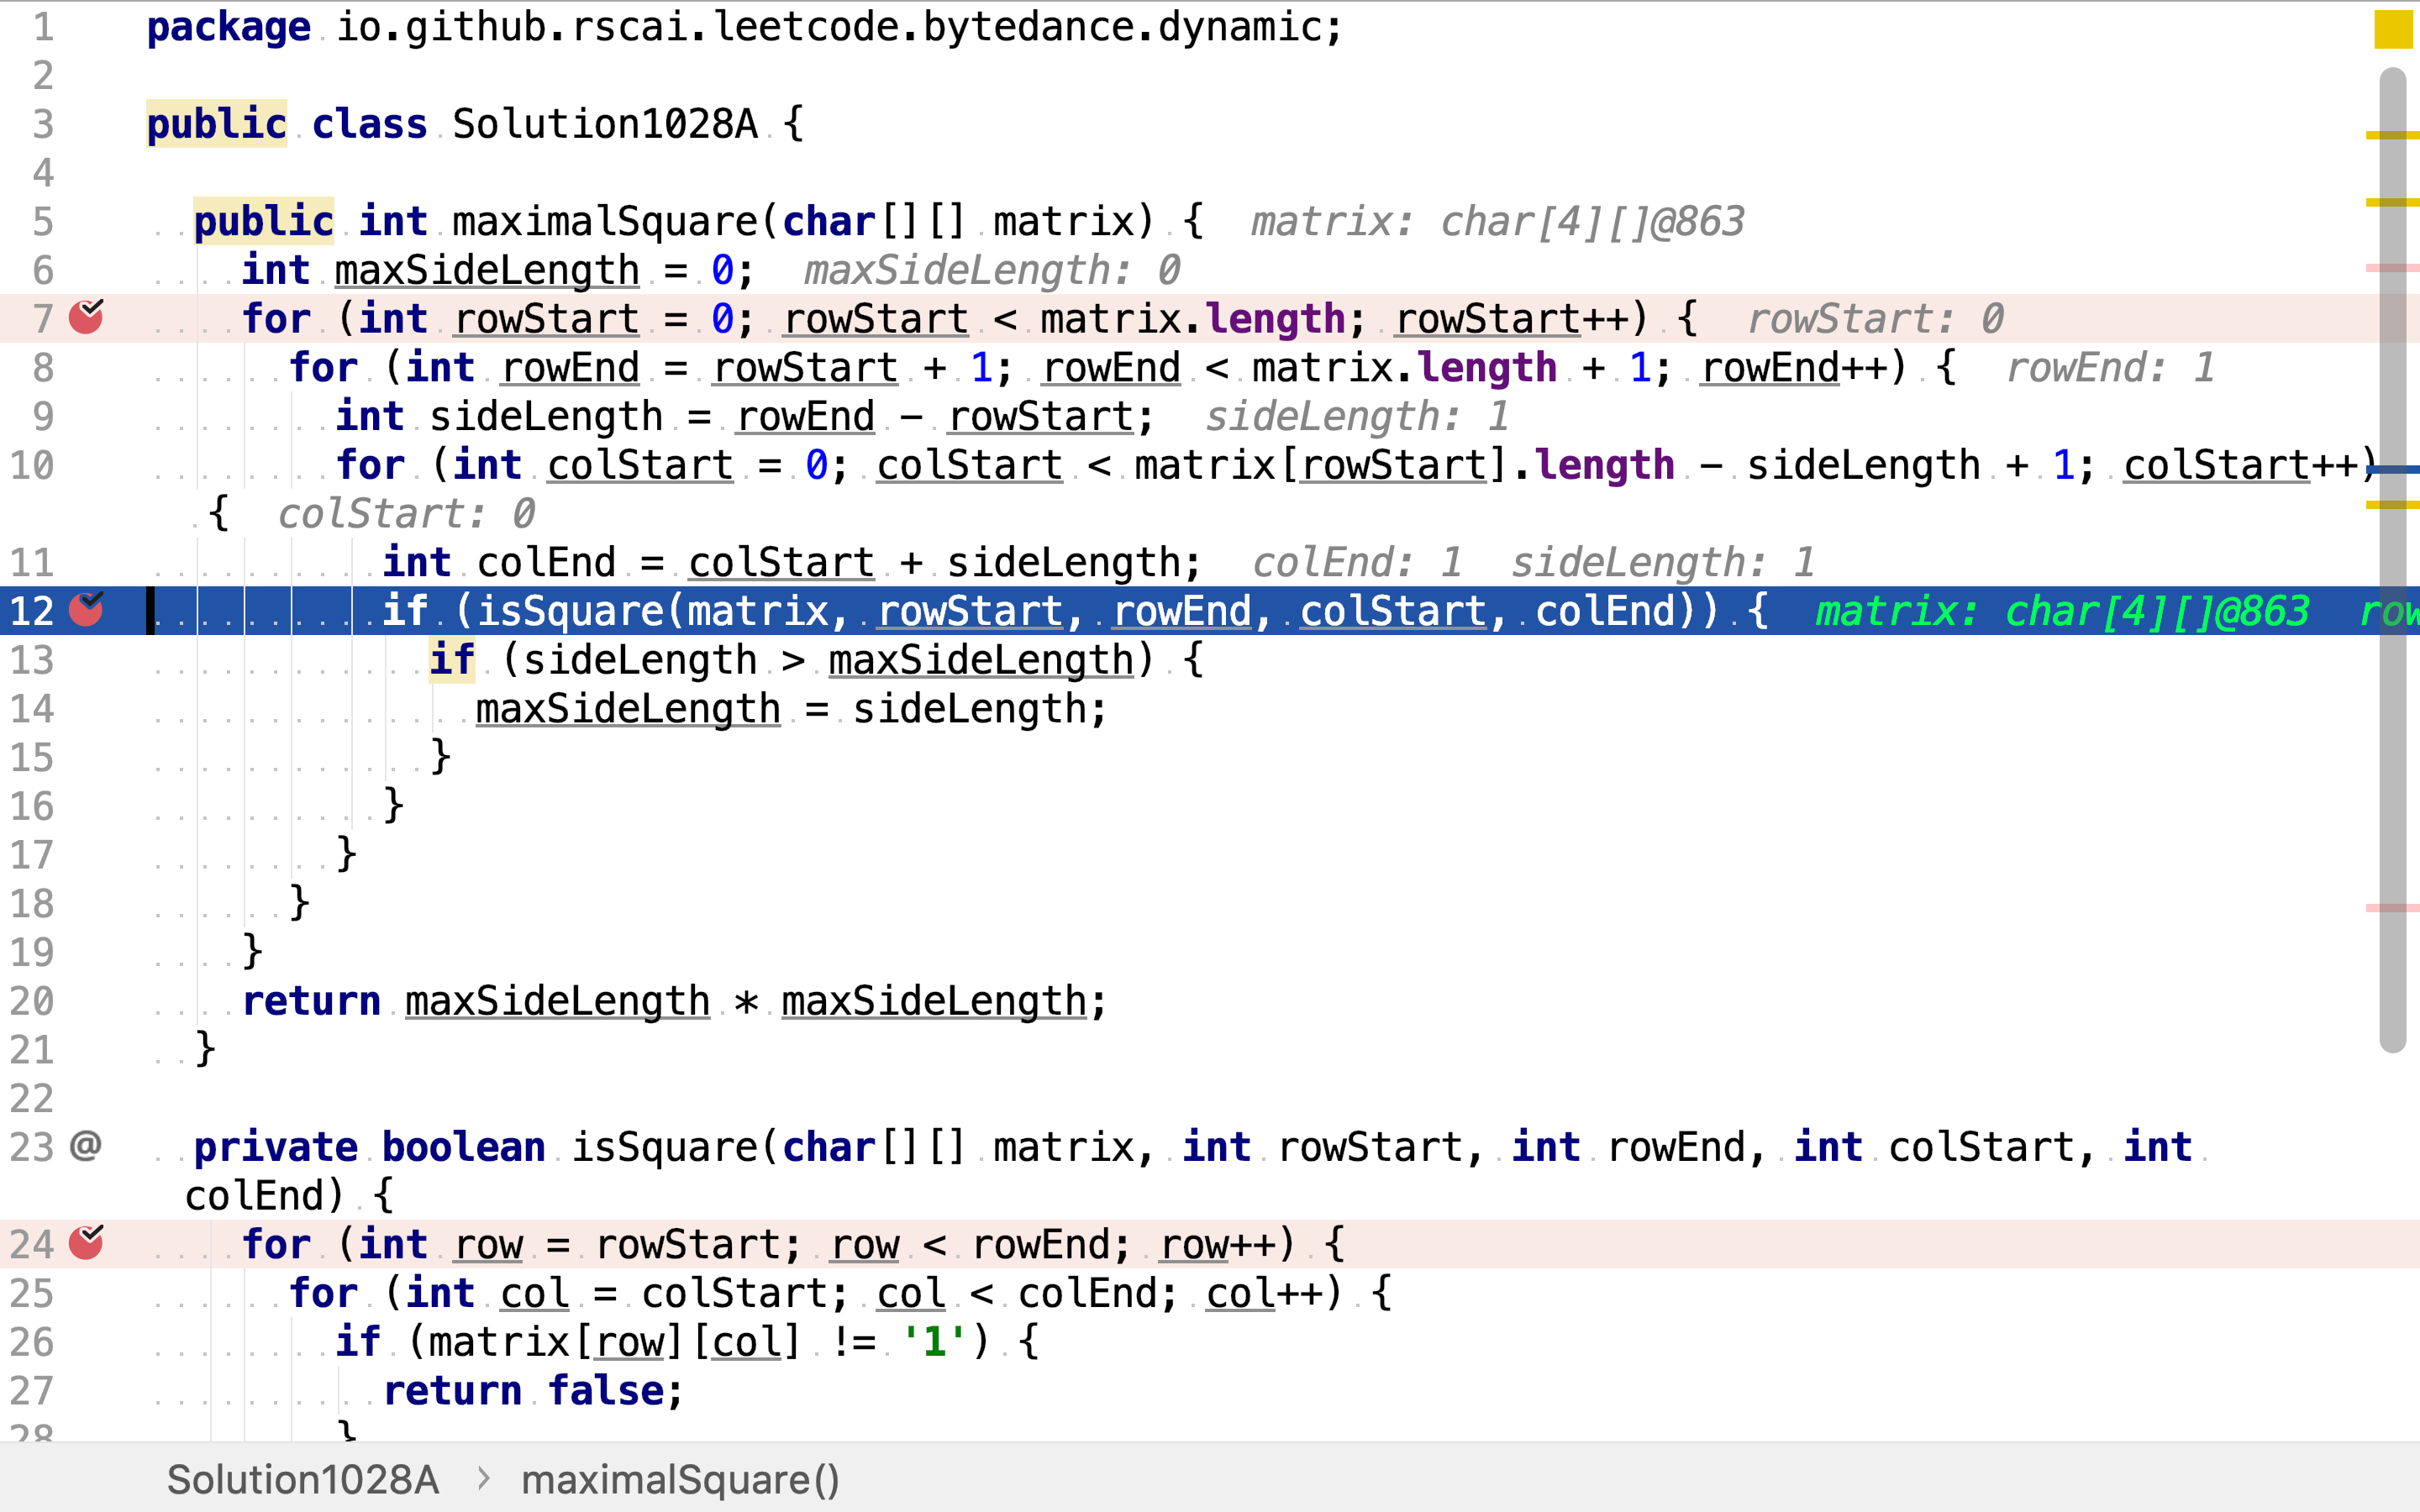 1 package io.github.rscai.leetcode.bytedance.dynamic;
2
3 public class Solution1028A {
4
5 public int maximalSquare(char[][] matrix) { matrix: char[4][]@863
6 int maxSideLength = 0; maxSideLength: 0
7 for (int rowStart = 0; rowStart < matrix.length; rowStart++) { rowStart: 0
8 for (int rowEnd = rowStart + 1; rowEnd < matrix.length + 1; rowEnd++) { rowEnd: 1
9 int sideLength = rowEnd - rowStart; sideLength: 1
10 for (int colStart = 0; colStart < matrix[rowStart].length - sideLength + 1; colStart++)
{ colStart: 0
11 int colEnd = colStart + sideLength; colEnd: 1 sideLength: 1
12 if (isSquare(matrix, rowStart, rowEnd, colStart, colEnd)) { matrix: char[4][]@863 row
13 if (sideLength > maxSideLength) {
14 maxSideLength = sideLength;
15 }
16 }
17 }
18 }
19 }
20 return maxSideLength * maxSideLength;
21 }
22
23 @ private boolean isSquare(char[][] matrix, int rowStart, int rowEnd, int colStart, int
colEnd) {
24 for (int row = rowStart; row < rowEnd; row++) {
25 for (int col = colStart; col < colEnd; col++) {
26 if (matrix[row][col] != '1') {
27 return false;
28 }
Solution1028A > maximalSquare()